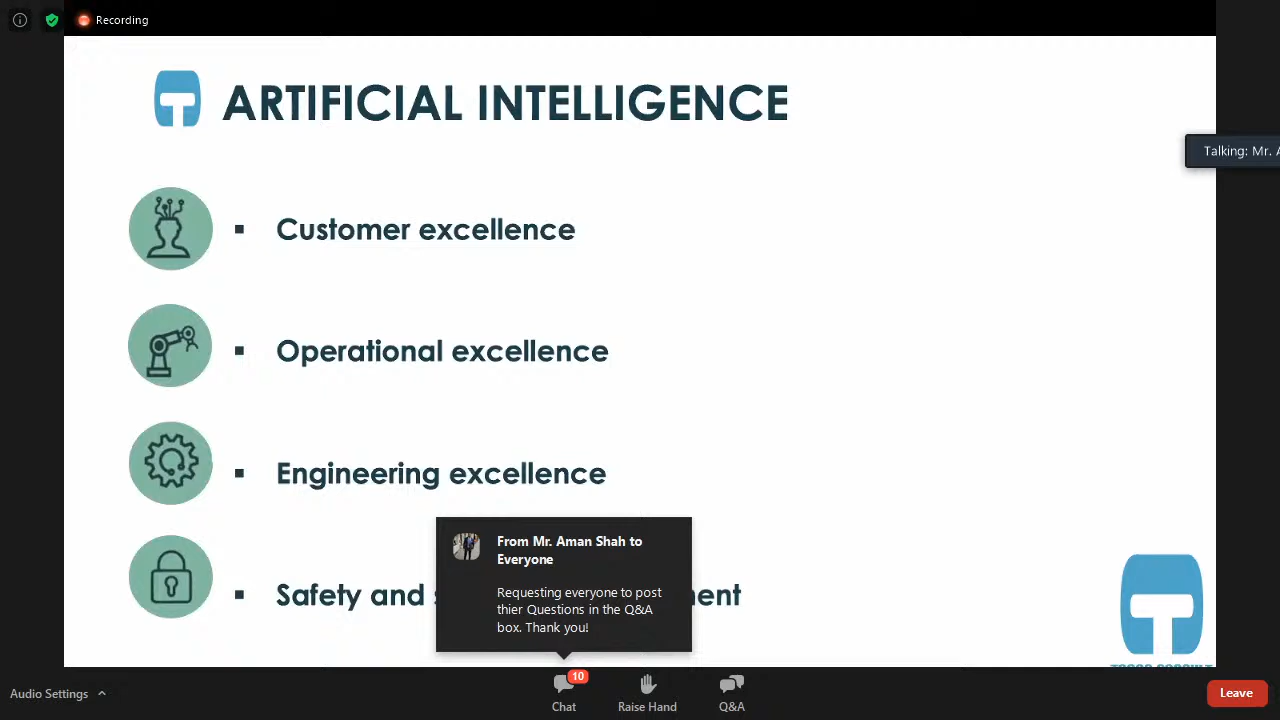 Recording
ARTIFICIAL INTELLIGENCE
Talking: Mr.
Customer excellence
Operational excellence
Engineering excellence
From Mr. Aman Shah to
Everyone
Requesting everyone to post
thier Questions in the Q&A
box. Thank you!
Safety and
10
Audio Settings
Chat
Raise Hand
Q&A
Leave